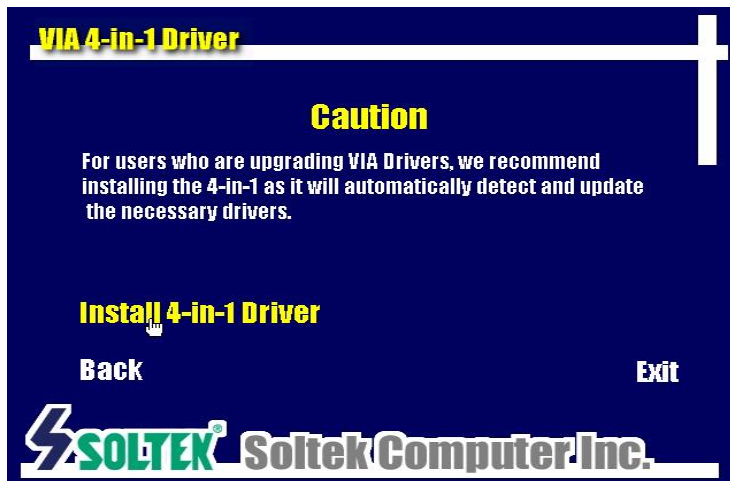 VIA 4-in-1 Driver
Caution
For users who are upgrading VIA Drivers, we recommend
installing the 4-in-1 as it will automatically detect and update
the necessary drivers.
Install 4-in-1 Driver
Back
Exit
SOLTEK® Soltek Computer Inc.